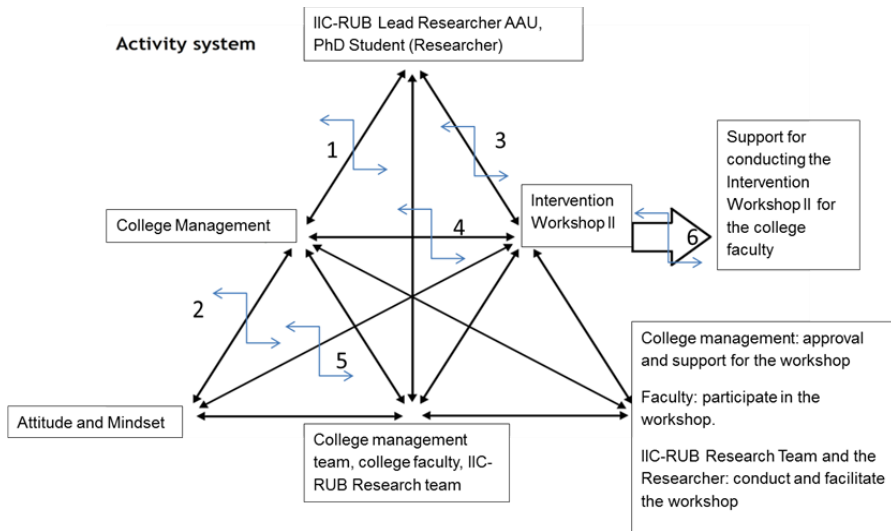 IIC-RUB Lead Researcher AAU,
PhD Student (Researcher)
Activity system
1
3
Support for
conducting the
Intervention
Workshop II for
the college
faculty
College Management
4
Intervention
Workshop II
6
2
5
College management: approval
and support for the workshop
Faculty: participate in the
workshop.
IIC-RUB Research Team and the
Researcher: conduct and facilitate
the workshop
Attitude and Mindset
College management
team, college faculty, IIC-
RUB Research team